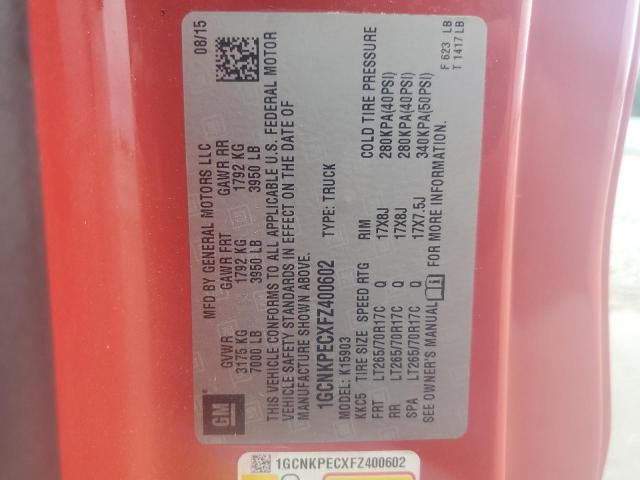 GM
MFD BY GENERAL MOTORS LLC 08/15
GVWR GAWR FRT GAWR RR
3175 KG 1792 KG 1792 KG
7000 LB 3950 LB 3950 LB
THIS VEHICLE CONFORMS TO ALL APPLICABLE U.S. FEDERAL MOTOR
VEHICLE SAFETY STANDARDS IN EFFECT ON THE DATE OF
MANUFACTURE SHOWN ABOVE.
1GCNKPECXFZ400602 TYPE: TRUCK
MODEL: K15903
KKC5 TIRE SIZE SPEED RTG RIM COLD TIRE PRESSURE
FRT LT265/70R17C Q 17X8J 280KPA(40PSI)
RR LT265/70R17C Q 17X8J 280KPA(40PSI)
SPA LT265/70R17C Q 17X7.5J 340KPA(50PSI)
SEE OWNER'S MANUAL FOR MORE INFORMATION.
F 623 LB
T 1417 LB
1GCNKPECXFZ400602